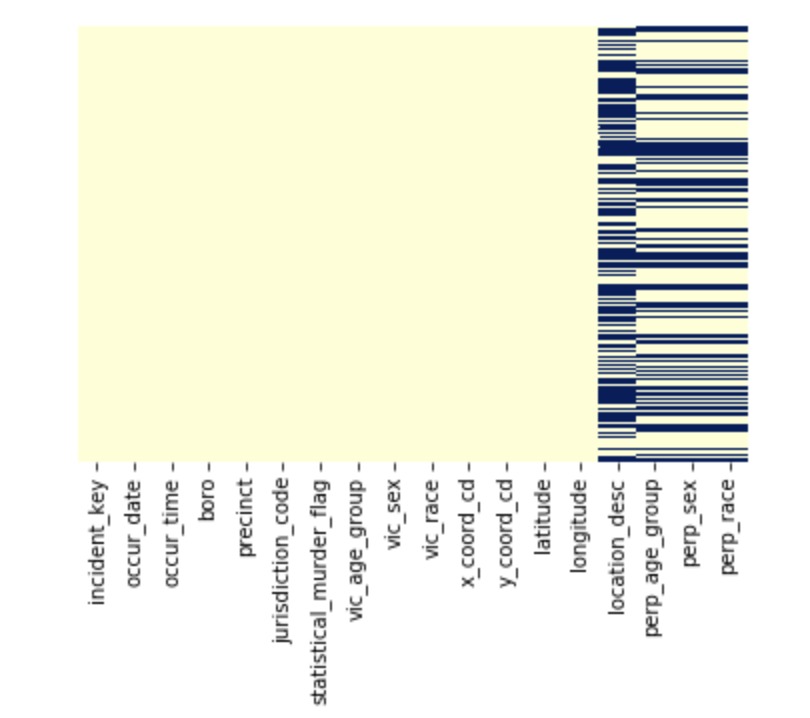 incident_key
occur_date
occur_time
boro
precinct
jurisdiction_code
statistical_murder_flag
vic_age_group
vic_sex
vic_race
x_coord_cd
y_coord_cd
latitude
longitude
location_desc
perp_age_group
perp_sex
perp_race